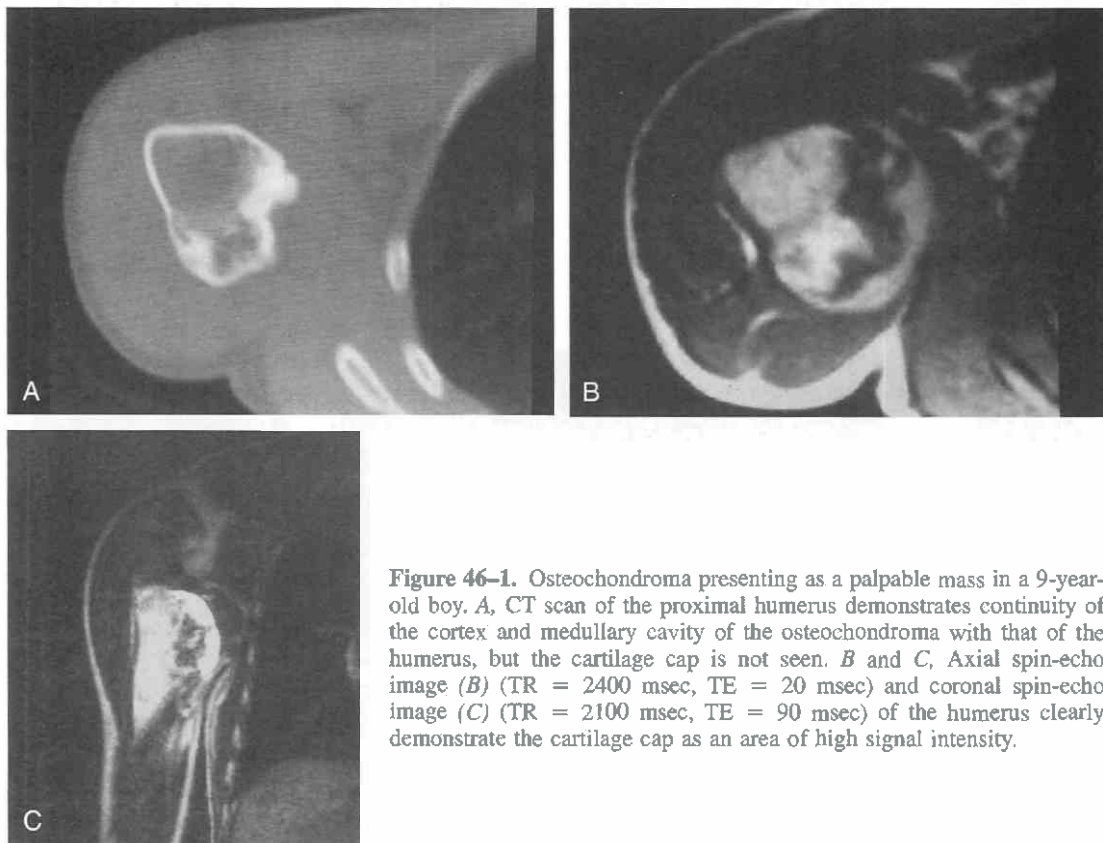 A
B
C
Figure 46–1. Osteochondroma presenting as a palpable mass in a 9-year-
old boy. A, CT scan of the proximal humerus demonstrates continuity of
the cortex and medullary cavity of the osteochondroma with that of the
humerus, but the cartilage cap is not seen. B and C, Axial spin-echo
image (B) (TR = 2400 msec, TE = 20 msec) and coronal spin-echo
image (C) (TR = 2100 msec, TE = 90 msec) of the humerus clearly
demonstrate the cartilage cap as an area of high signal intensity.